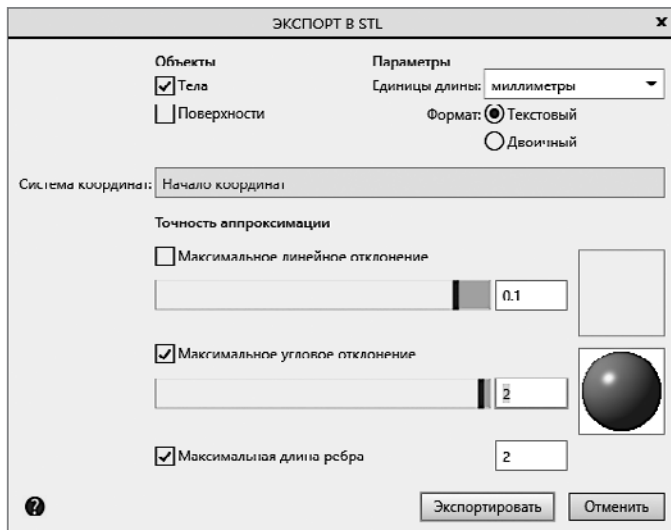 ЭКСПОРТ В STL
Объекты
Параметры
Тела
Единицы длины: миллиметры
Поверхности
Формат: Текстовый
Двоичный
Система координат: Начало координат
Точность аппроксимации
Максимальное линейное отклонение
0.1
Максимальное угловое отклонение
2
Максимальная длина ребра
2
Экспортировать
Отменить